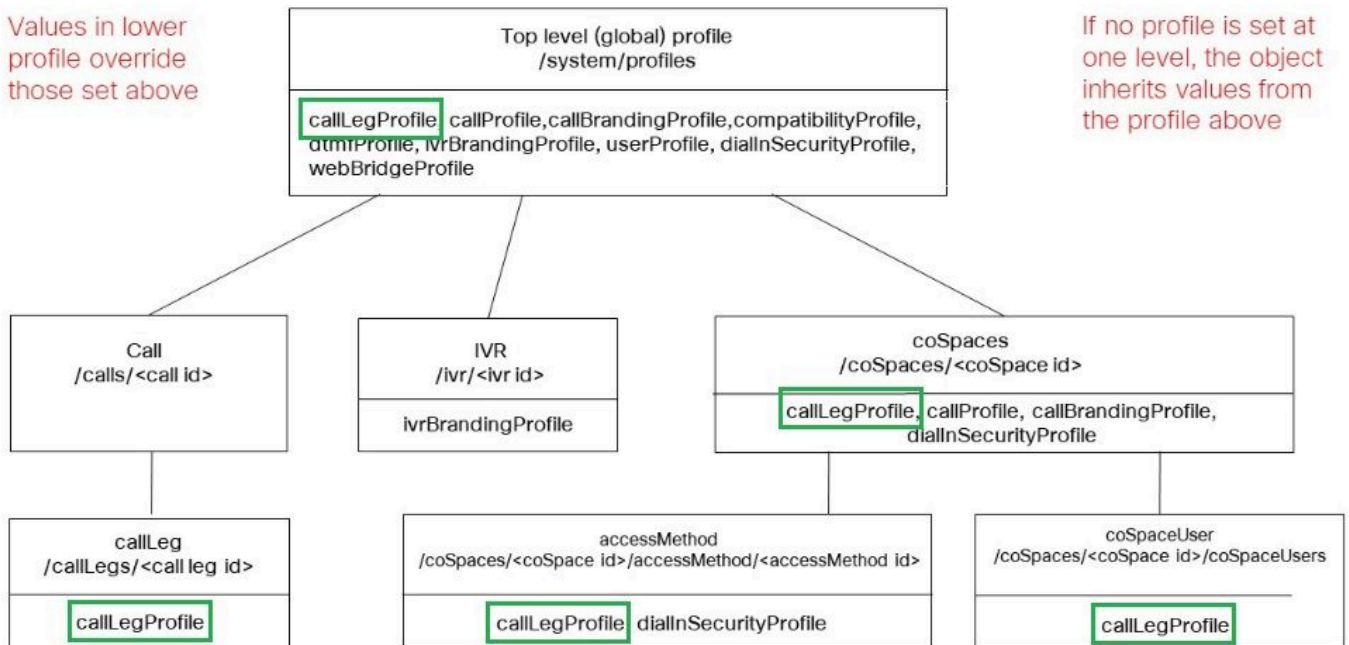 Values in lower
profile override
those set above
Top level (global) profile
/system/profiles
callLegProfile, callProfile,callBrandingProfile,compatibilityProfile,
dtmfProfile, ivrBrandingProfile, userProfile, dialInSecurityProfile,
webBridgeProfile
If no profile is set at
one level, the object
inherits values from
the profile above
Call
/calls/<call id>
IVR
/ivr/<ivr id>
ivrBrandingProfile
coSpaces
/coSpaces/<coSpace id>
callLegProfile, callProfile, callBrandingProfile,
dialInSecurityProfile
callLeg
/callLegs/<call leg id>
callLegProfile
accessMethod
/coSpaces/<coSpace id>/accessMethod/<accessMethod id>
callLegProfile dialInSecurityProfile
coSpaceUser
/coSpaces/<coSpace id>/coSpaceUsers
callLegProfile